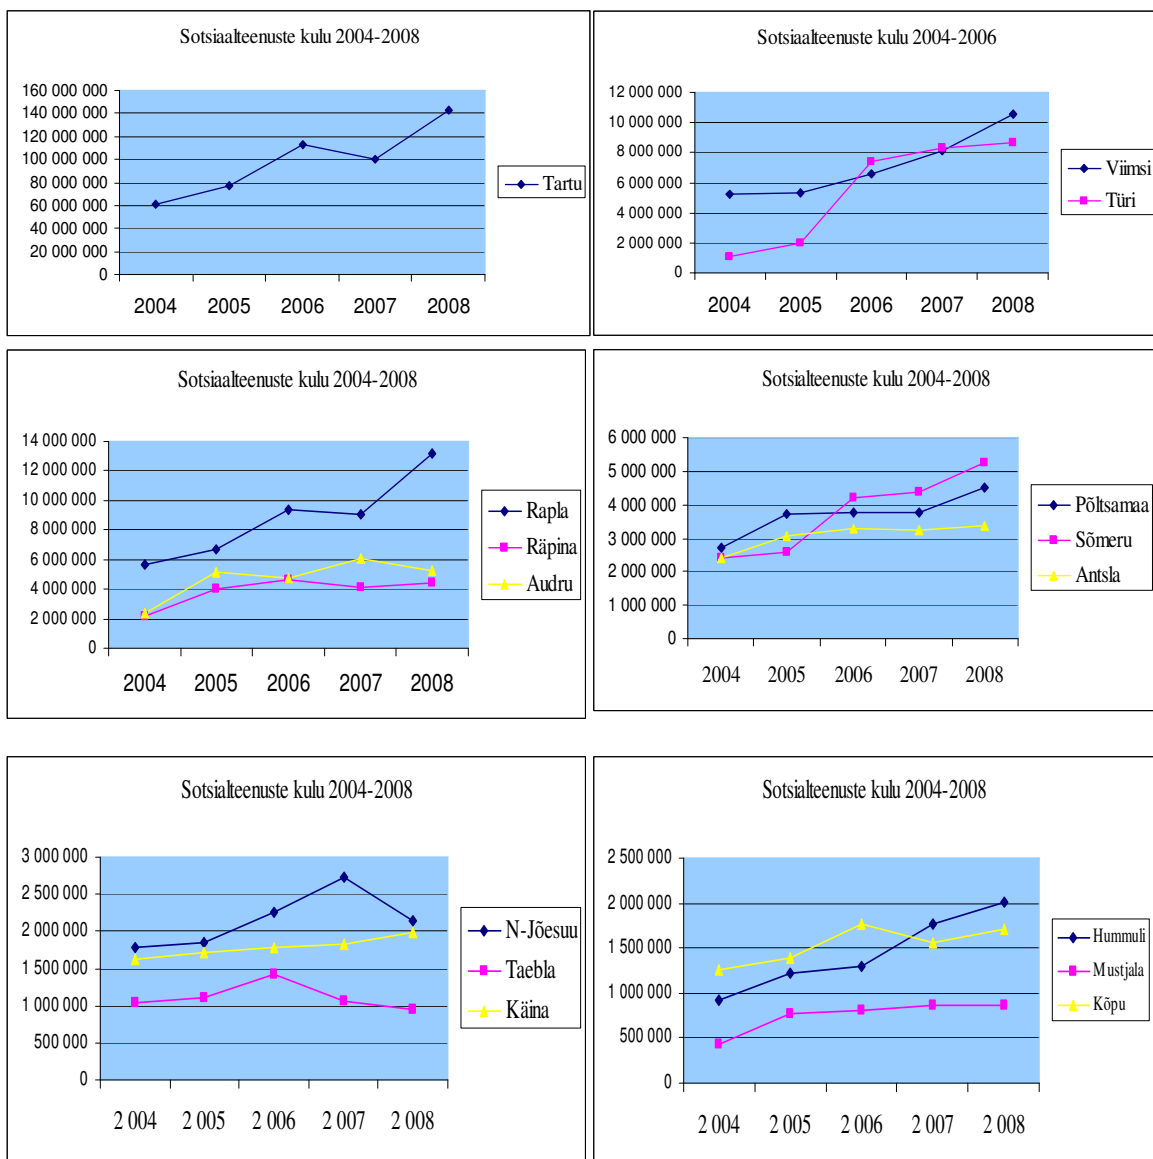 Sotsiaalteenuste kulu 2004-2008
160 000 000
140 000 000
120 000 000
100 000 000
80 000 000
60 000 000
40 000 000
20 000 000
0
2004 2005 2006 2007 2008
Tartu
Sotsiaalteenuste kulu 2004-2006
12 000 000
10 000 000
8 000 000
6 000 000
4 000 000
2 000 000
0
2004 2005 2006 2007 2008
Viimsi
Türi
Sotsiaalteenuste kulu 2004-2008
14 000 000
12 000 000
10 000 000
8 000 000
6 000 000
4 000 000
2 000 000
0
2004 2005 2006 2007 2008
Rapla
Räpina
Audru
Sotsiaalteenuste kulu 2004-2008
6 000 000
5 000 000
4 000 000
3 000 000
2 000 000
1 000 000
0
2004 2005 2006 2007 2008
Põltsamaa
Sõmeru
Antsla
Sotsialteenuste kulu 2004-2008
3 000 000
2 500 000
2 000 000
1 500 000
1 000 000
500 000
0
2 004 2 005 2 006 2 007 2 008
N-Jõesuu
Taebla
Käina
Sotsialteenuste kulu 2004-2008
2 500 000
2 000 000
1 500 000
1 000 000
500 000
0
2 004 2 005 2 006 2 007 2 008
Hummuli
Mustjala
Kõpu